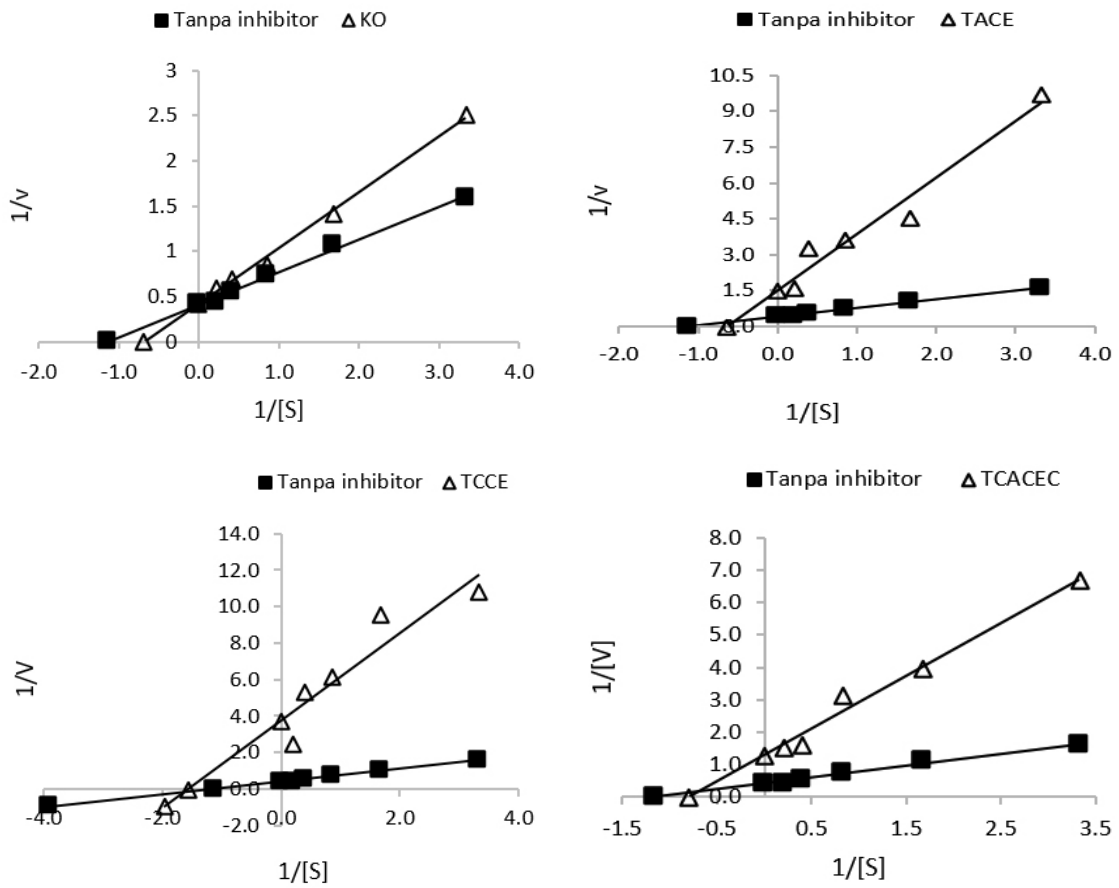 ■ Tanpa inhibitor △ KO
3
2.5
2
1.5
1
0.5
0
-2.0 -1.0 0.0 1.0 2.0 3.0 4.0
1/v
1/[S]
■ Tanpa inhibitor △ TACE
10.5
9.0
7.5
6.0
4.5
3.0
1.5
0.0
-2.0 -1.0 0.0 1.0 2.0 3.0 4.0
1/v
1/[S]
■ Tanpa inhibitor △ TCCE
14.0
12.0
10.0
8.0
6.0
4.0
2.0
0.0
-2.0
-4.0 -2.0 0.0 2.0 4.0
1/V
1/[S]
■ Tanpa inhibitor △ TCACEC
8.0
7.0
6.0
5.0
4.0
3.0
2.0
1.0
0.0
-1.5 -0.5 0.5 1.5 2.5 3.5
1/[V]
1/[S]